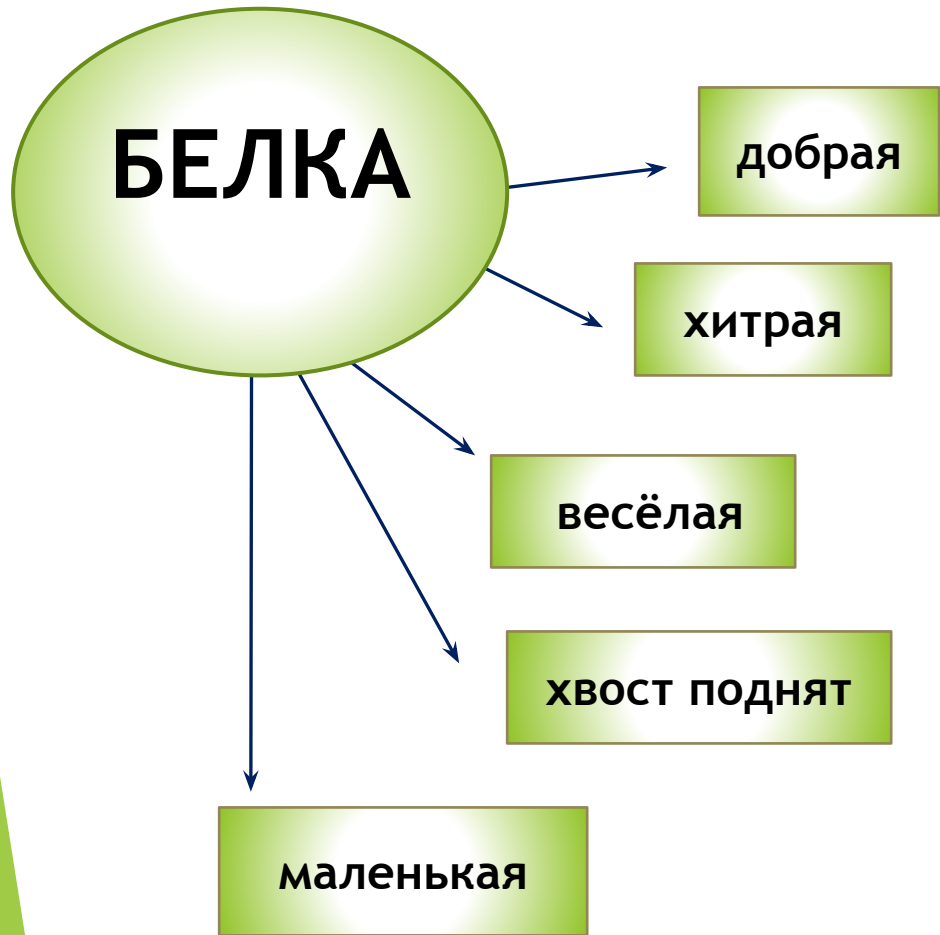 БЕЛКА
добрая
хитрая
весёлая
хвост поднят
маленькая